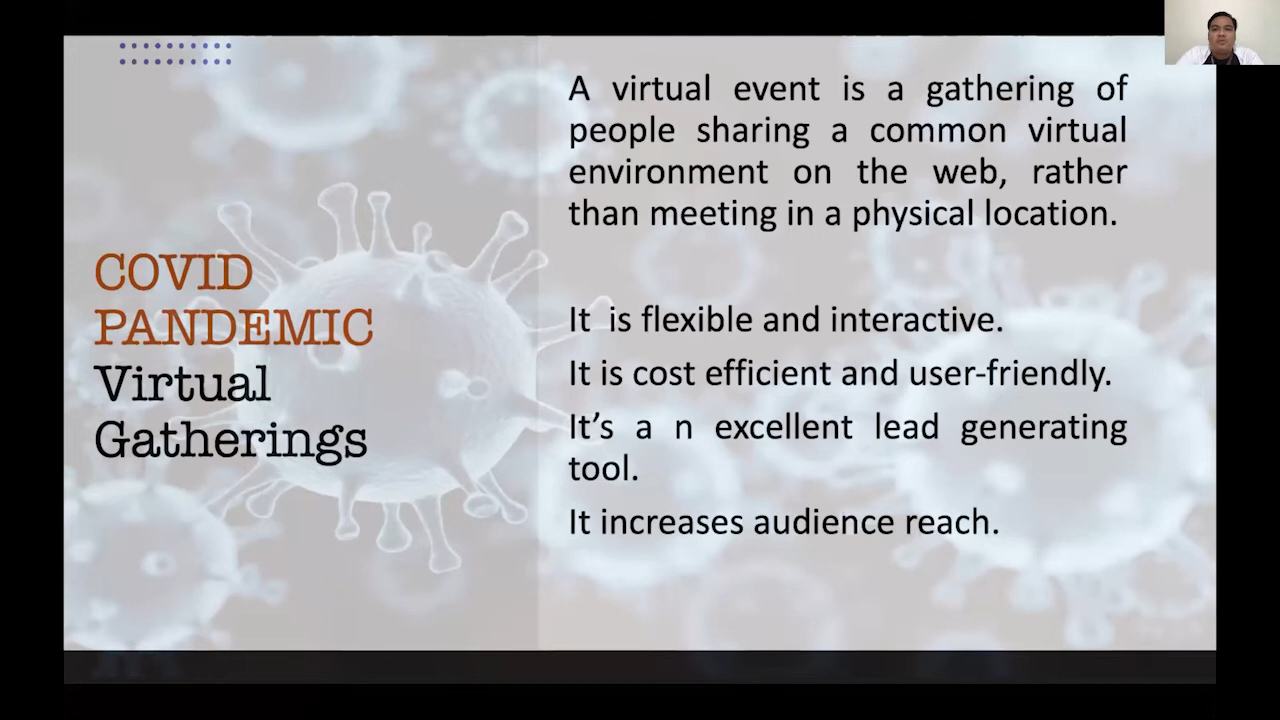 COVID
PANDEMIC
Virtual
Gatherings
A virtual event is a gathering of
people sharing a common virtual
environment on the web, rather
than meeting in a physical location.
It is flexible and interactive.
It is cost efficient and user-friendly.
It’s a n excellent lead generating
tool.
It increases audience reach.